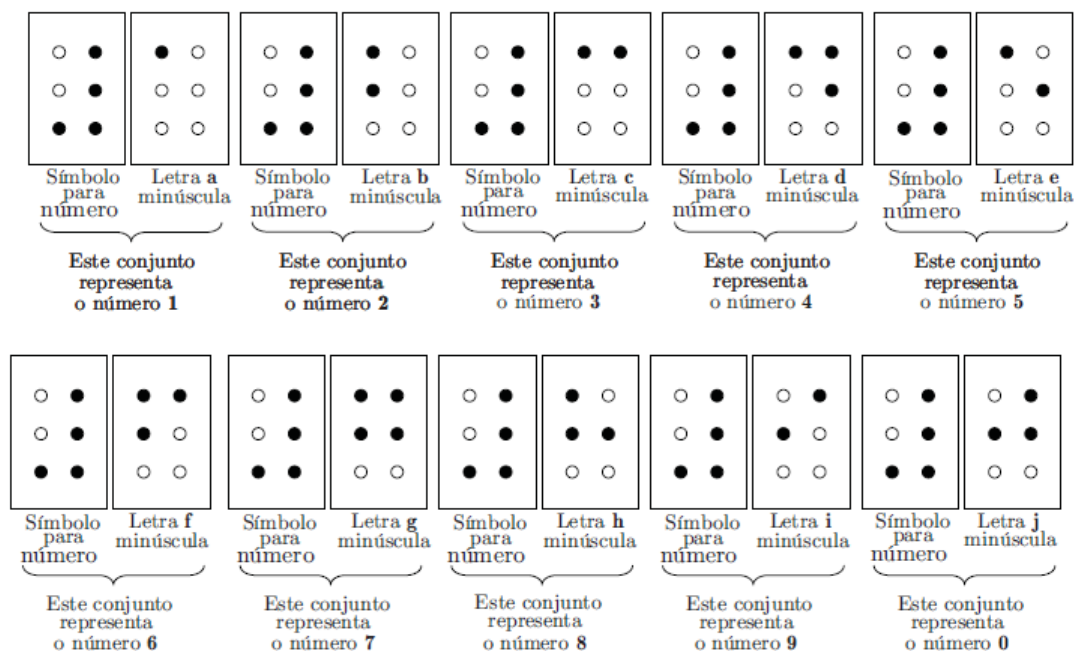 Símbolo para número
Letra a minúscula
Símbolo para número
Letra b minúscula
Símbolo para número
Letra c minúscula
Símbolo para número
Letra d minúscula
Símbolo para número
Letra e minúscula
Este conjunto representa o número 1
Este conjunto representa o número 2
Este conjunto representa o número 3
Este conjunto representa o número 4
Este conjunto representa o número 5
Símbolo para número
Letra f minúscula
Símbolo para número
Letra g minúscula
Símbolo para número
Letra h minúscula
Símbolo para número
Letra i minúscula
Símbolo para número
Letra j minúscula
Este conjunto representa o número 6
Este conjunto representa o número 7
Este conjunto representa o número 8
Este conjunto representa o número 9
Este conjunto representa o número 0